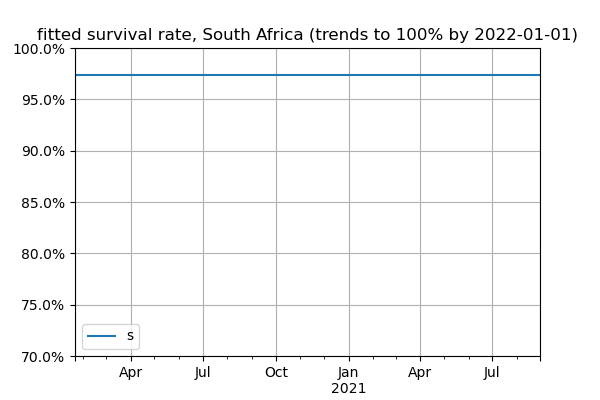 fitted survival rate, South Africa (trends to 100% by 2022-01-01)
100.0%
95.0%
90.0%
85.0%
80.0%
75.0%
70.0%
s
Apr Jul Oct Jan Apr Jul
2021